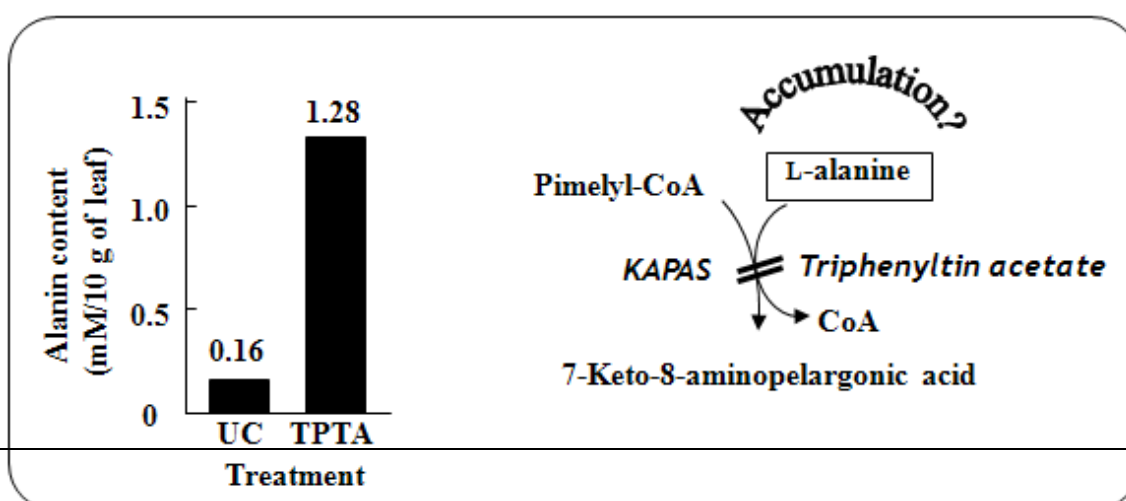 Alanin content
(mM/10 g of leaf)
1.5
1.0
0.5
0
0.16
1.28
UC TPTA
Treatment
Accumulation?
L-alanine
Pimelyl-CoA
KAPAS
Triphenyltin acetate
CoA
7-Keto-8-aminopelargonic acid